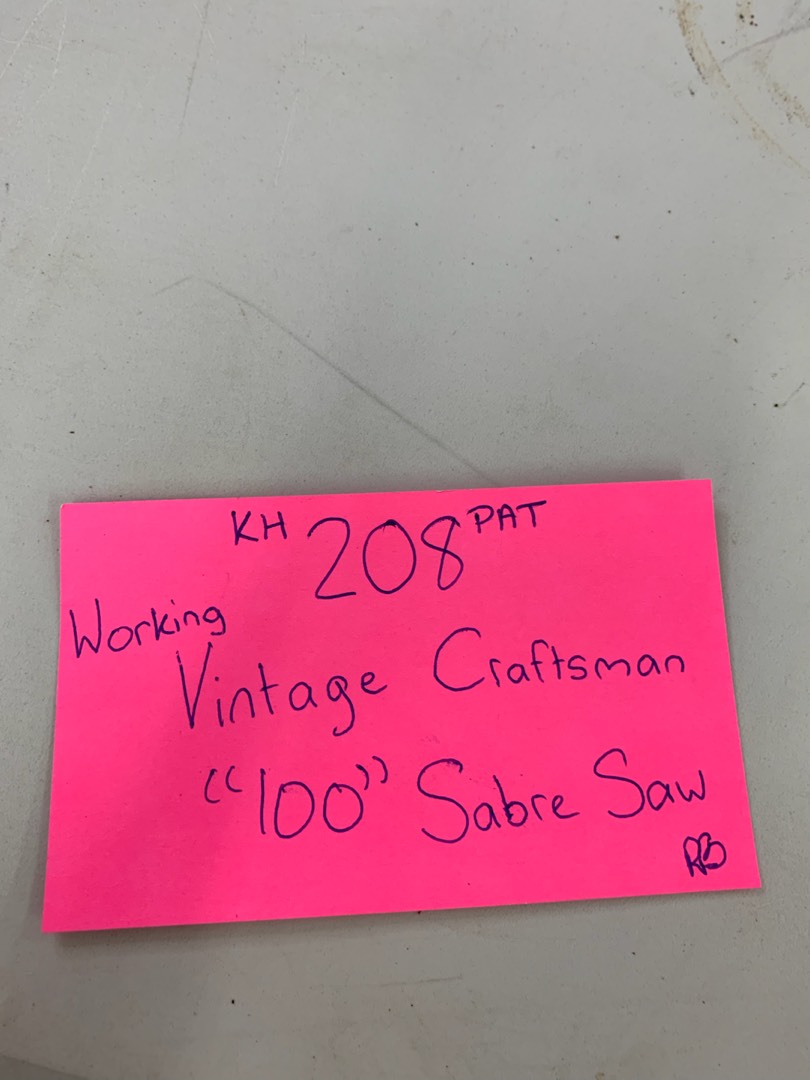 KH 208 PAT
Working
Vintage Craftsman
"100" Sabre Saw
RB